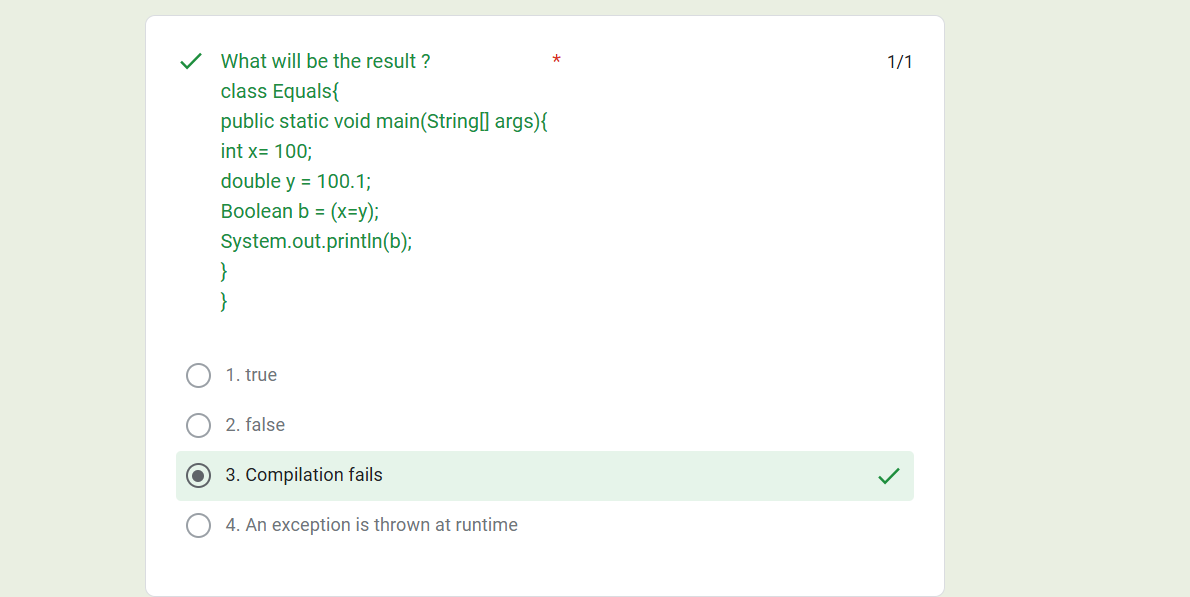 What will be the result ? *
1/1
class Equals{
public static void main(String[] args){
int x= 100;
double y = 100.1;
Boolean b = (x=y);
System.out.println(b);
}
}
1. true
2. false
3. Compilation fails
4. An exception is thrown at runtime